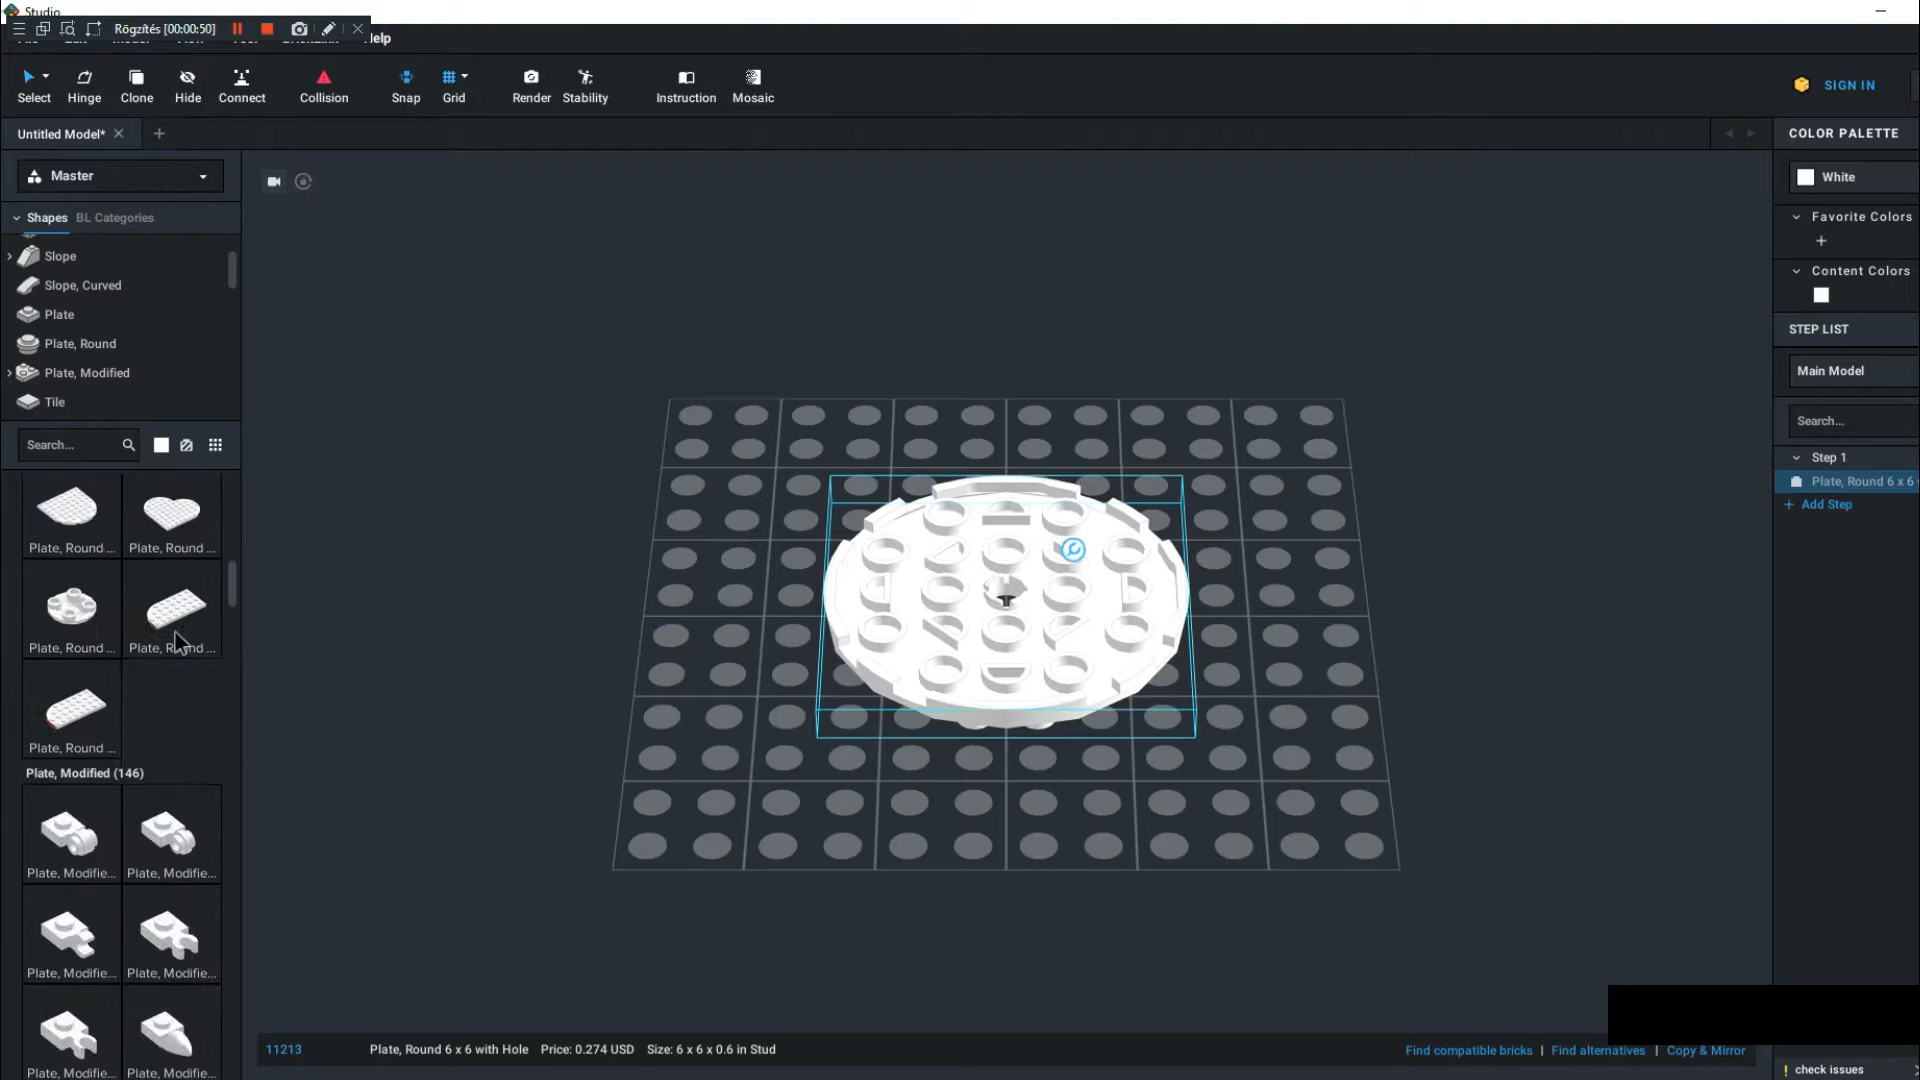 Studio
Rögzítés [00:00:50]
Help
Select
Hinge
Clone
Hide
Connect
Collision
Snap
Grid
Render
Stability
Instruction
Mosaic
SIGN IN
Untitled Model*
COLOR PALETTE
Master
White
Shapes
BL Categories
Favorite Colors
Slope
Slope, Curved
Content Colors
Plate
Plate, Round
STEP LIST
Plate, Modified
Main Model
Tile
Search...
Search...
Step 1
Plate, Round 6 x 6
+ Add Step
Plate, Round ...
Plate, Round ...
Plate, Round ...
Plate, Round ...
Plate, Round ...
Plate, Modified (146)
Plate, Modifie...
Plate, Modifie...
Plate, Modifie...
Plate, Modifie...
Plate, Modifie...
Plate, Modifie...
11213
Plate, Round 6 x 6 with Hole Price: 0.274 USD Size: 6 x 6 x 0.6 in Stud
Find compatible bricks | Find alternatives | Copy & Mirror
! check issues